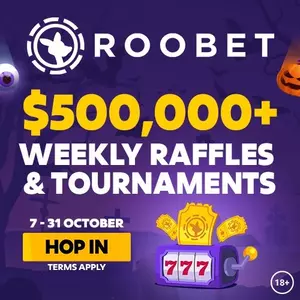 ROOBET
$500,000+
WEEKLY RAFFLES
& TOURNAMENTS
7 - 31 OCTOBER
HOP IN
TERMS APPLY
777
18+